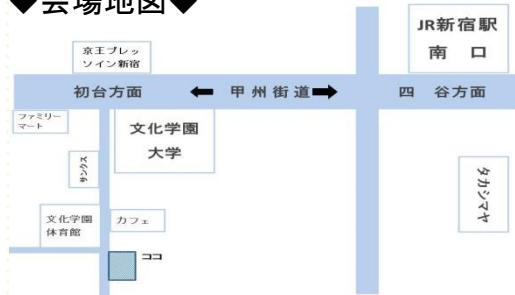 ◆会場地図◆
JR新宿駅
南 口
京王プレッ
ソイン新宿
初台方面
← 甲州街道 →
四 谷方面
ファミリー
マート
文化学園
大学
サンクス
タカシマヤ
文化学園
体育館
カフェ
ココ